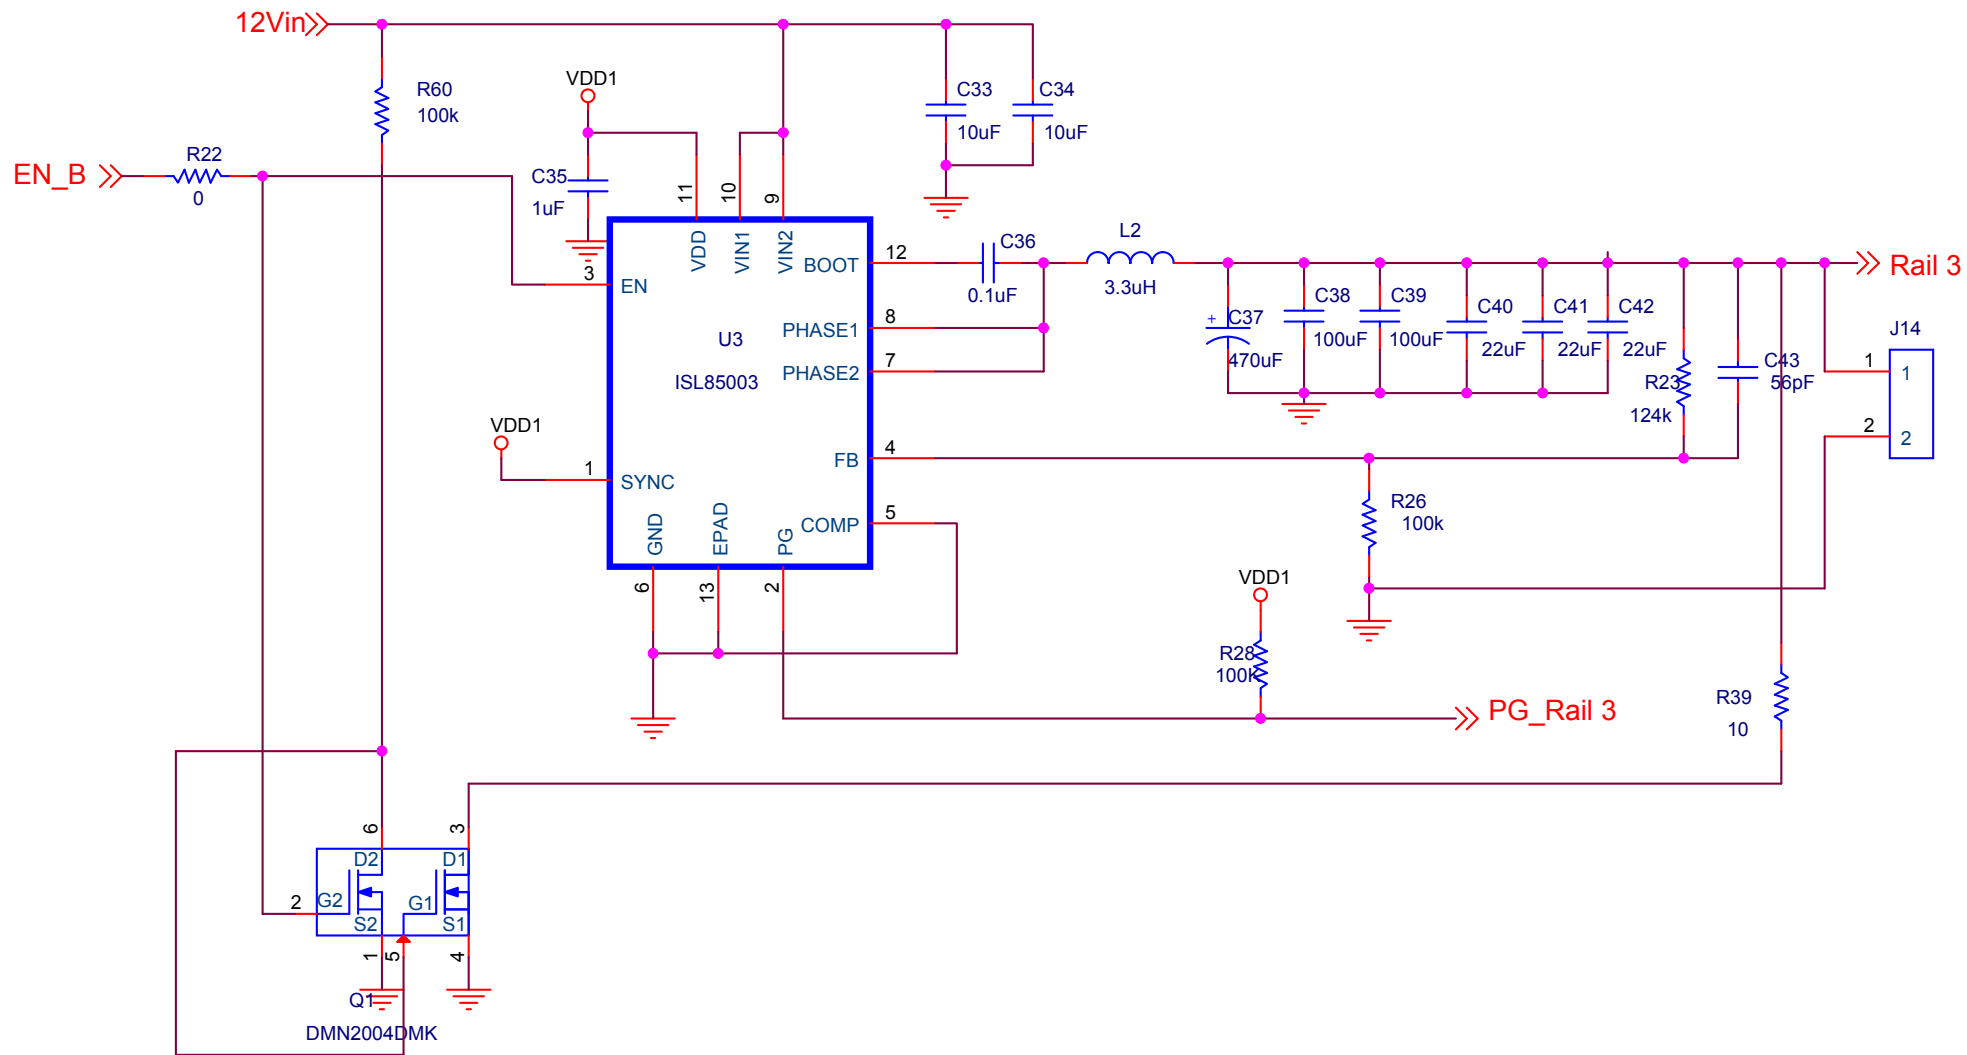 12Vin
R60
100k
VDD1
C33
10uF
C34
10uF
EN_B
R22
0
C35
1uF
11
10
9
VDD
VIN1
VIN2
BOOT
12
C36
0.1uF
L2
3.3uH
Rail 3
3
EN
U3
ISL85003
PHASE1
8
PHASE2
7
+
C37
470uF
C38
100uF
C39
100uF
C40
22uF
C41
22uF
C42
22uF
R23
124k
C43
56pF
J14
1
1
2
2
VDD1
1
SYNC
FB
4
COMP
5
GND
EPAD
PG
6
13
2
R26
100k
VDD1
R28
100K
PG_Rail 3
R39
10
6
3
D2
D1
2
G2
G1
S2
S1
1
5
4
Q1
DMN2004DMK